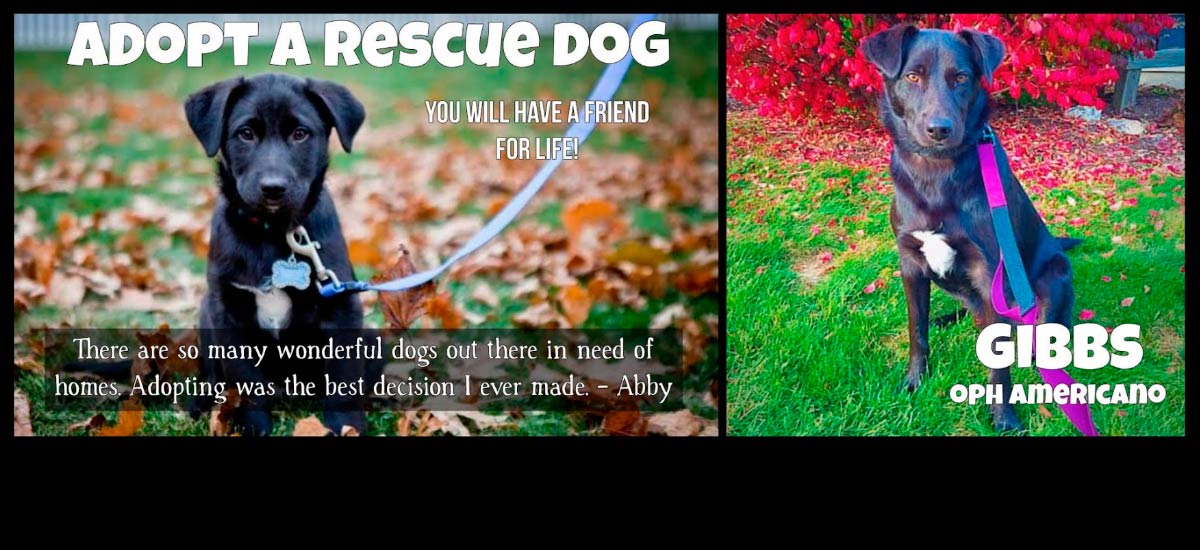 ADOPT A RESCUE DOG
YOU WILL HAVE A FRIEND
FOR LIFE!
There are so many wonderful dogs out there in need of
homes. Adopting was the best decision I ever made. - Abby
GIBBS
OPH AMERICANO